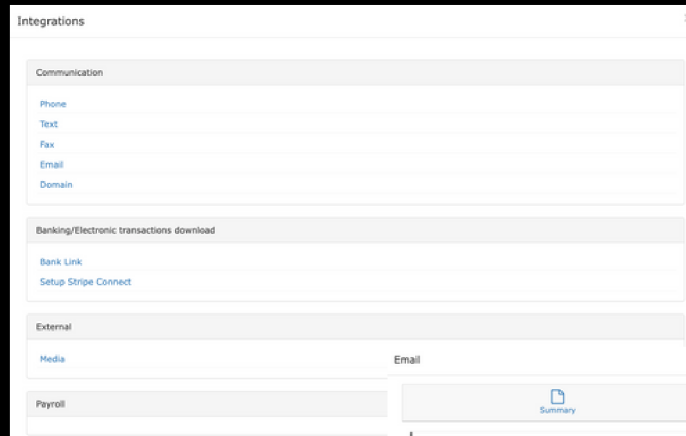 Integrations
Communication
Phone
Text
Fax
Email
Domain
Banking/Electronic transactions download
Bank Link
Setup Stripe Connect
External
Media
Payroll
Email
Summary